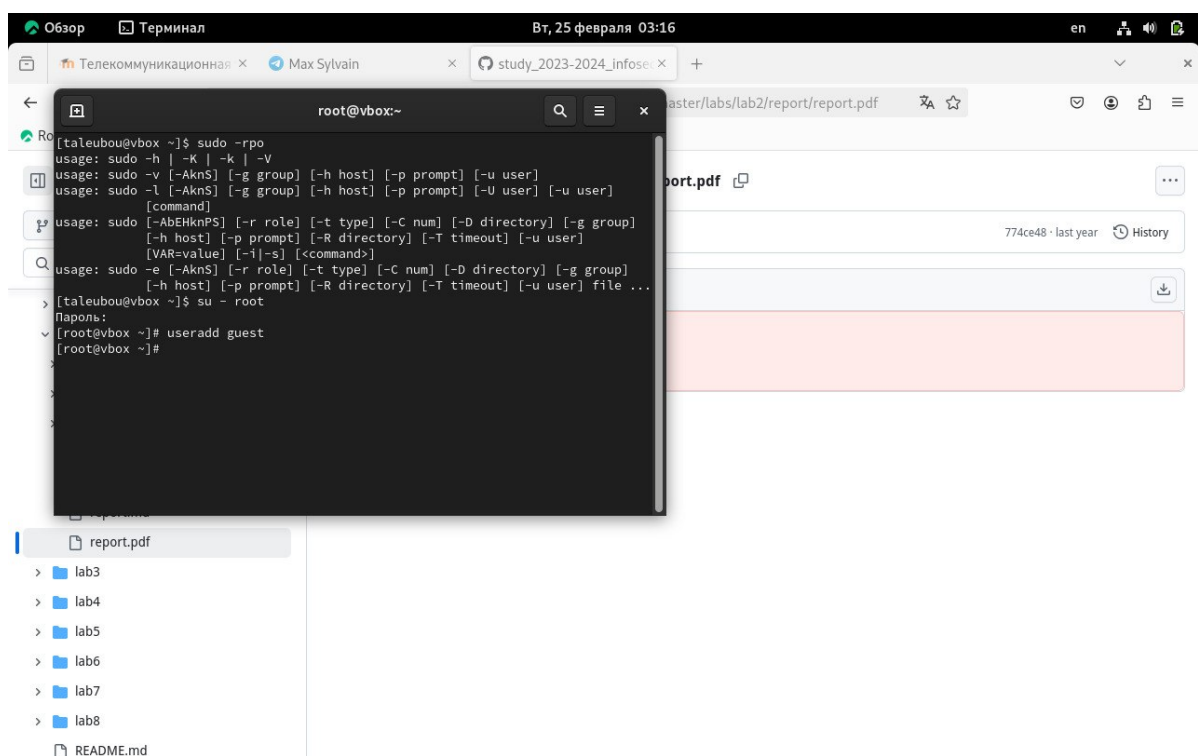 Обзор Терминал Вт, 25 февраля 03:16 en
Телекоммуникационная Max Sylvain study_2023-2024_infosec
root@vbox:~ aster/labs/lab2/report/report.pdf
Ro
[taleubou@vbox ~]$ sudo -rpo
usage: sudo -h | -K | -k | -V
usage: sudo -v [-AknS] [-g group] [-h host] [-p prompt] [-u user]
usage: sudo -l [-AknS] [-g group] [-h host] [-p prompt] [-U user] [-u user]
[command]
usage: sudo [-AbEHknPS] [-r role] [-t type] [-C num] [-D directory] [-g group]
[-h host] [-p prompt] [-R directory] [-T timeout] [-u user]
[VAR=value] [-i|-s] [<command>]
usage: sudo -e [-AknS] [-r role] [-t type] [-C num] [-D directory] [-g group]
[-h host] [-p prompt] [-R directory] [-T timeout] [-u user] file ...
[taleubou@vbox ~]$ su - root
Пароль:
[root@vbox ~]# useradd guest
[root@vbox ~]#
port.pdf
774ce48 · last year History
report.pdf
lab3
lab4
lab5
lab6
lab7
lab8
README.md